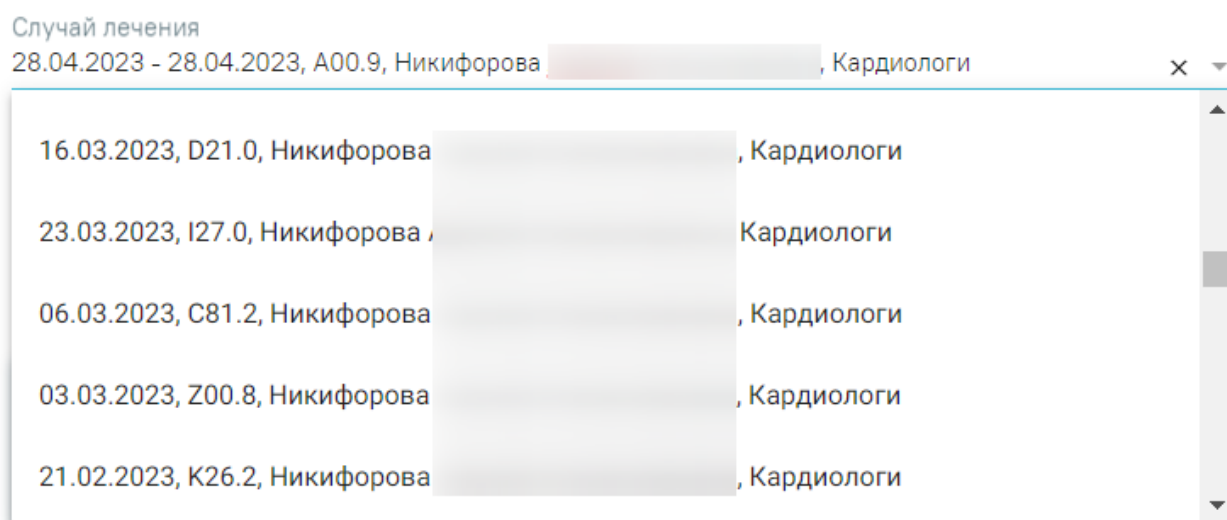 Случай лечения
28.04.2023 - 28.04.2023, A00.9, Никифорова , Кардиологи
16.03.2023, D21.0, Никифорова , Кардиологи
23.03.2023, I27.0, Никифорова Кардиологи
06.03.2023, C81.2, Никифорова , Кардиологи
03.03.2023, Z00.8, Никифорова , Кардиологи
21.02.2023, K26.2, Никифорова , Кардиологи